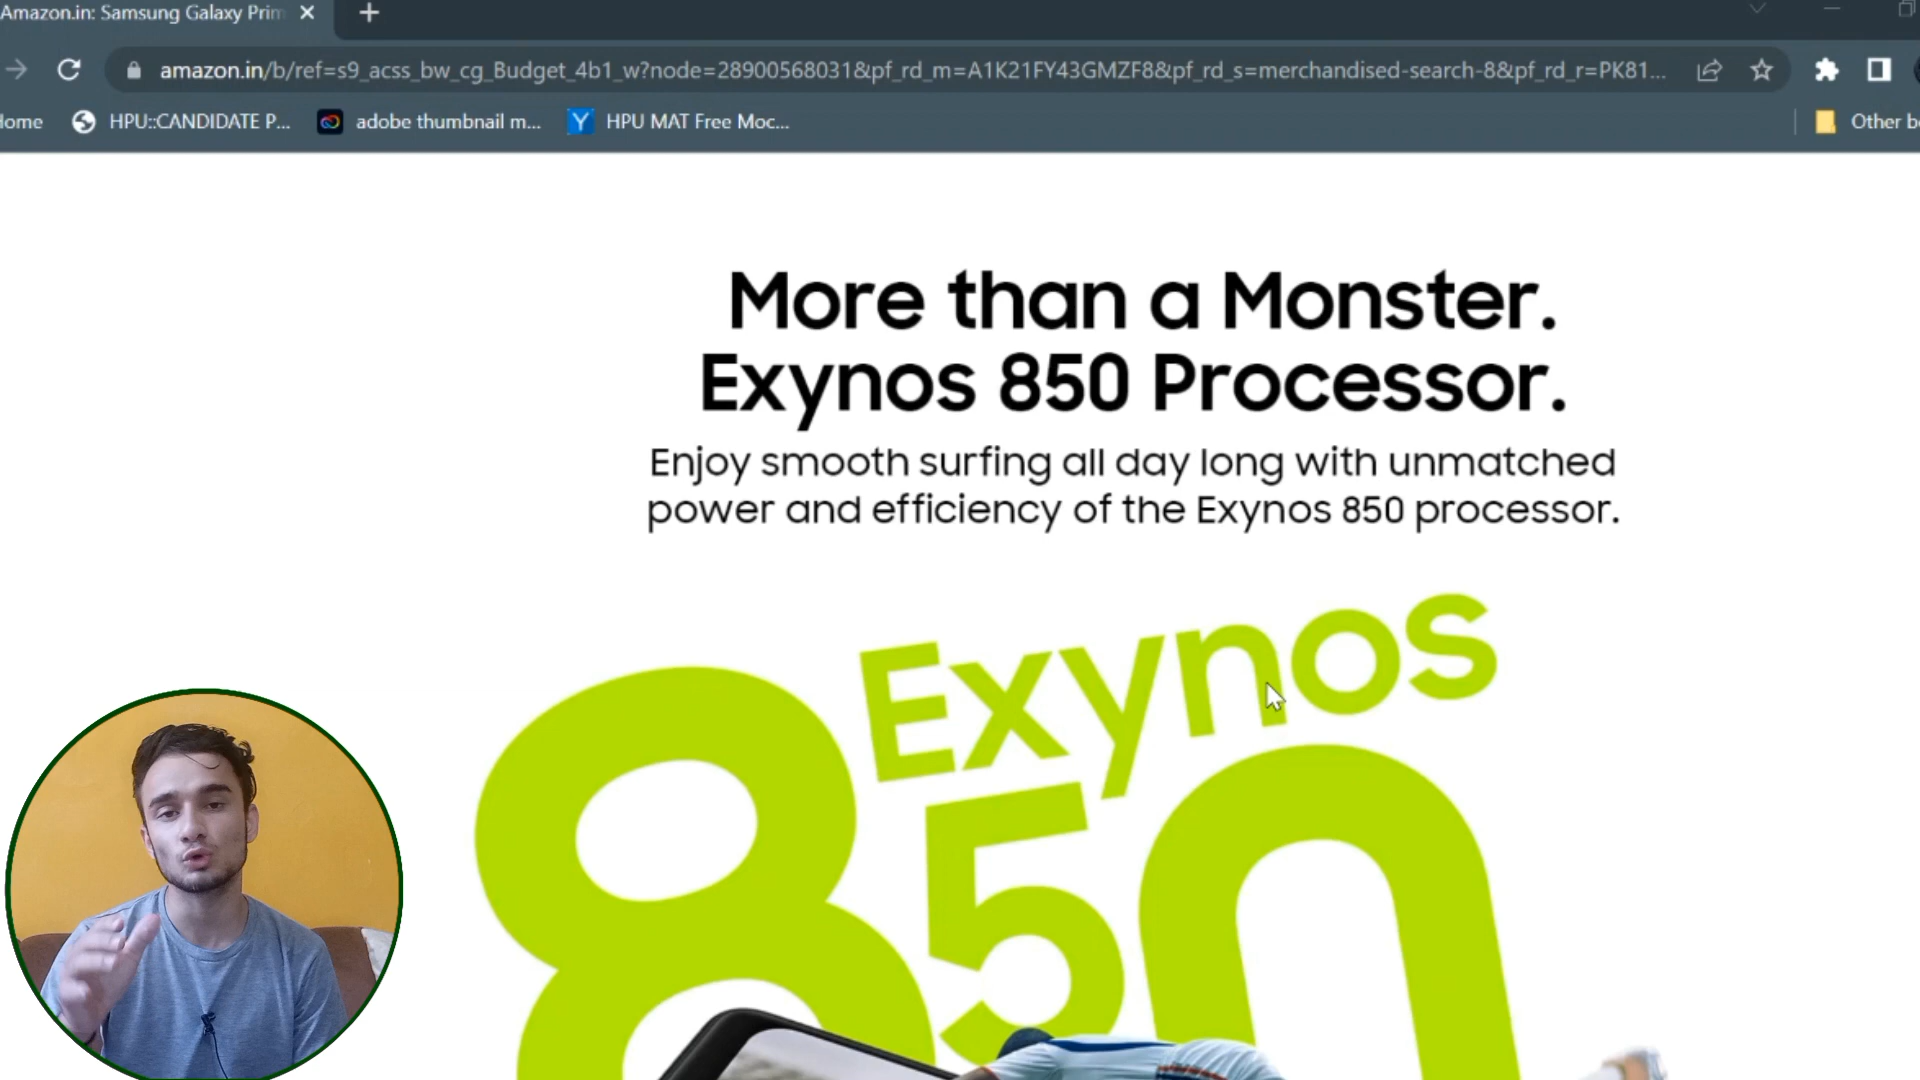 Amazon.in: Samsung Galaxy Prim
amazon.in/b/ref=s9_acss_bw_cg_Budget_4b1_w?node=28900568031&pf_rd_m=A1K21FY43GMZF8&pf_rd_s=merchandised-search-8&pf_rd_r=PK81...
ome HPU::CANDIDATE P... adobe thumbnail m... Y HPU MAT Free Moc... Other b
More than a Monster.
Exynos 850 Processor.
Enjoy smooth surfing all day long with unmatched
power and efficiency of the Exynos 850 processor.
Exynos
850